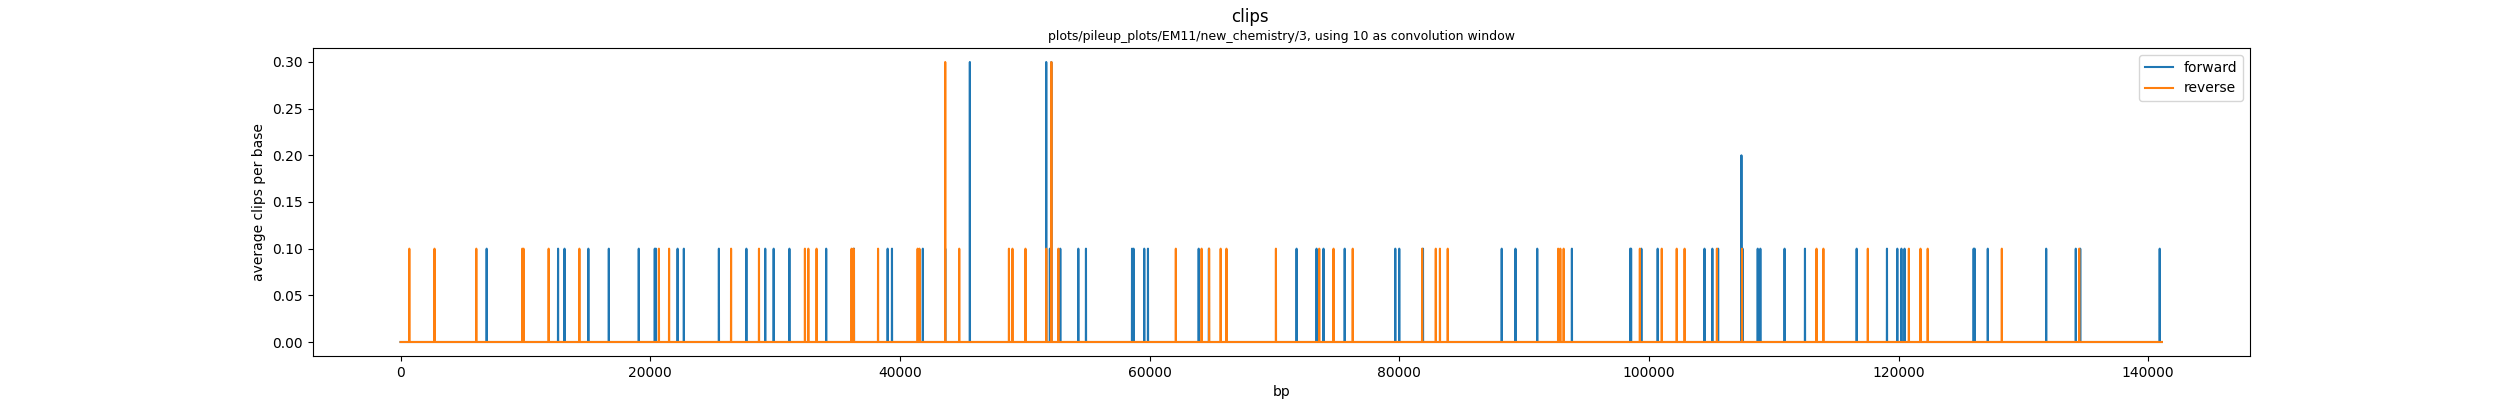 clips
plots/pileup_plots/EM11/new_chemistry/3, using 10 as convolution window
average clips per base
0.30
0.25
0.20
0.15
0.10
0.05
0.00
forward
reverse
0 20000 40000 60000 80000 100000 120000 140000
bp